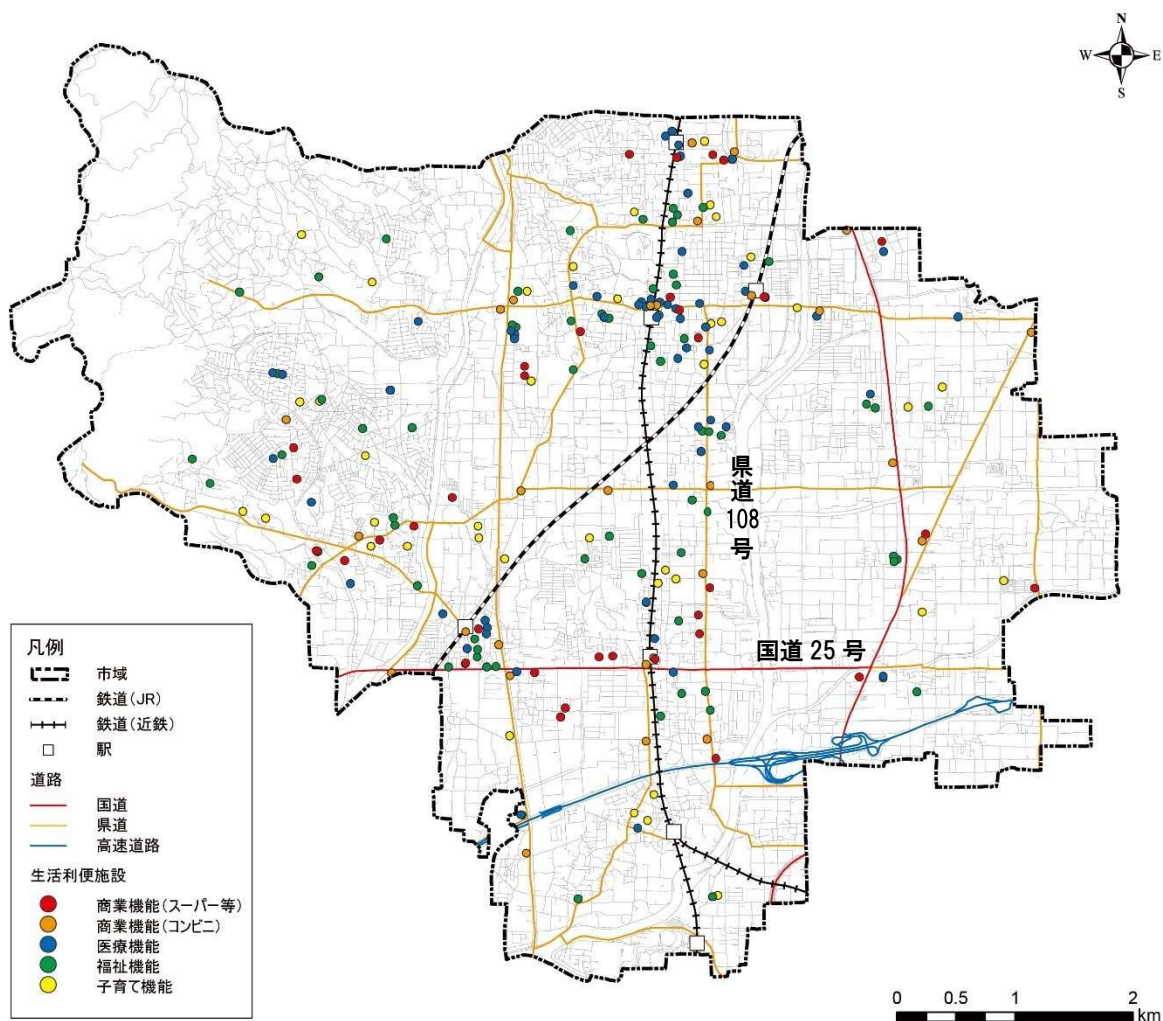 N
W E
S
県道108号
国道 25 号
凡例
市域
鉄道(JR)
鉄道(近鉄)
駅
道路
国道
県道
高速道路
生活利便施設
商業機能(スーパー等)
商業機能(コンビニ)
医療機能
福祉機能
子育て機能
0 0.5 1 2
km